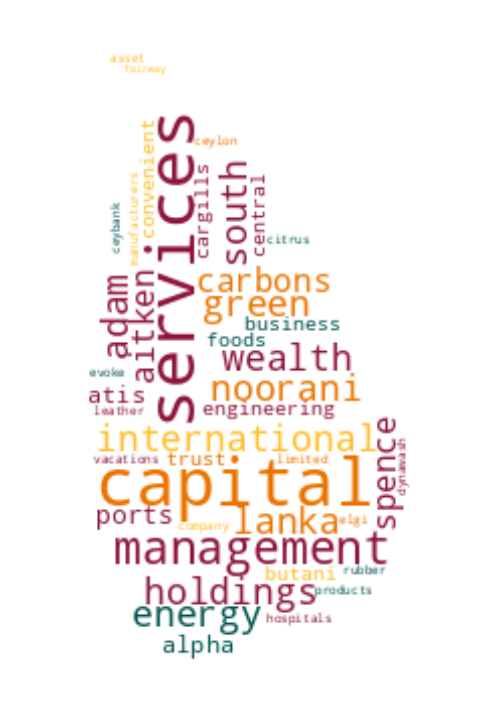 asset
fairway
services
ceylon
convenient
manufacturers
ceybank
cargills
south
central
citrus
adam
aitken
carbons
green
business
foods
wealth
evoke
atis
noorani
leather
engineering
international
spence
dynawash
vacations
trust
limited
capital
ports
company
lanka
elgi
management
butani
rubber
holdings
products
energy
hospitals
alpha